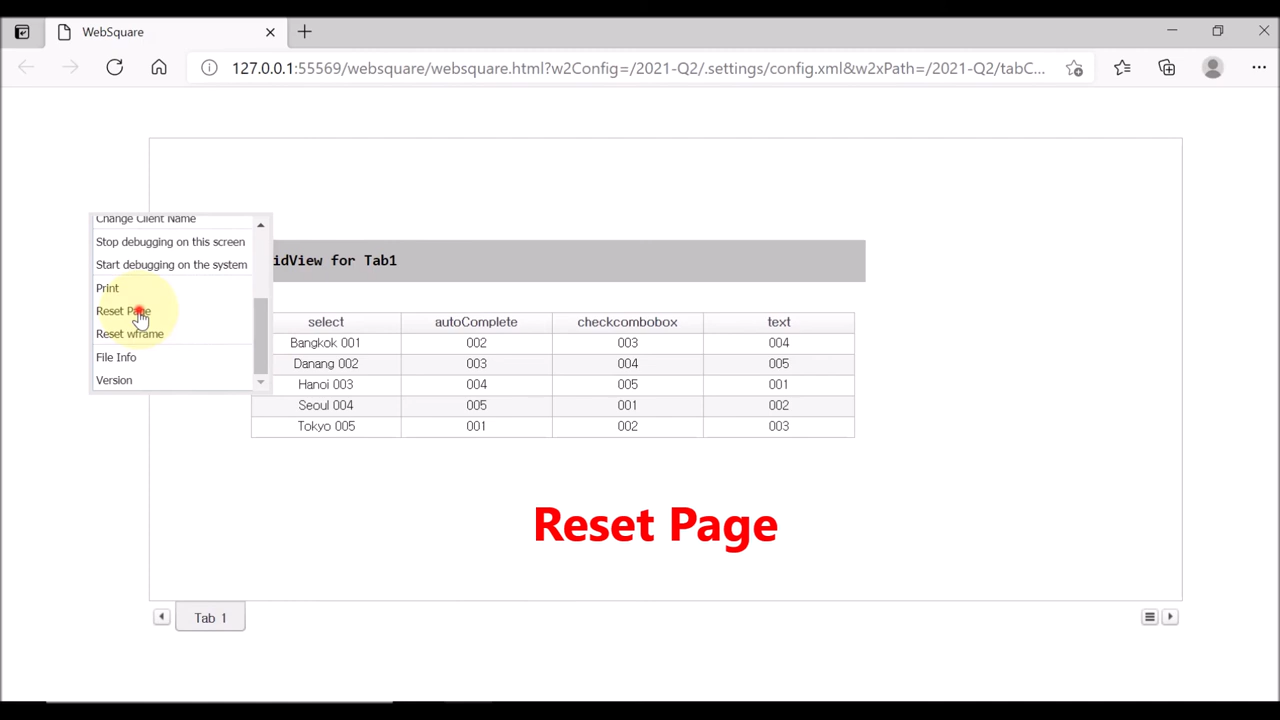 WebSquare
127.0.0.1:55569/websquare/websquare.html?w2Config=/2021-Q2/.settings/config.xml&w2xPath=/2021-Q2/tabC...
Change Client Name
Stop debugging on this screen
Start debugging on the system
Print
Reset Page
Reset wframe
File Info
Version
idView for Tab1
select autoComplete checkcombobox text
Bangkok 001 002 003 004
Danang 002 003 004 005
Hanoi 003 004 005 001
Seoul 004 005 001 002
Tokyo 005 001 002 003
Reset Page
Tab 1